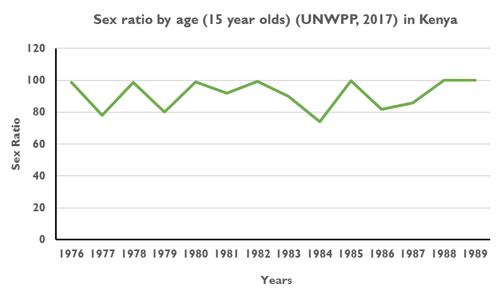 Sex ratio by age (15 year olds) (UNWPP, 2017) in Kenya
120
100
80
60
40
20
0
Sex Ratio
1976 1977 1978 1979 1980 1981 1982 1983 1984 1985 1986 1987 1988 1989
Years